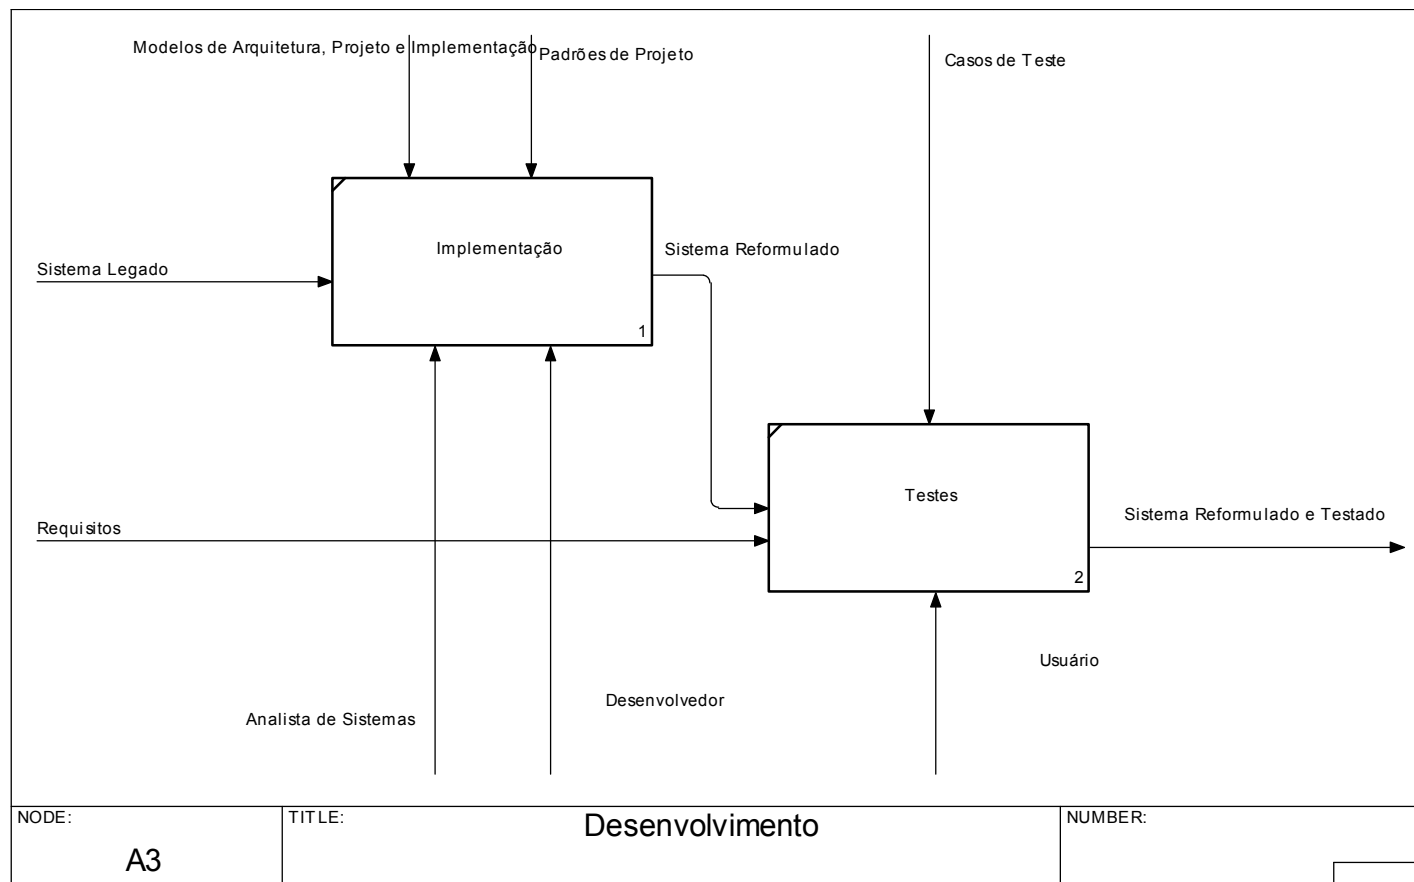 Modelos de Arquitetura, Projeto e Implementação
Padrões de Projeto
Casos de Teste
Implementação
1
Sistema Legado
Sistema Reformulado
Testes
2
Requisitos
Sistema Reformulado e Testado
Usuário
Desenvolvedor
Analista de Sistemas
NODE:
A3
TITLE:
Desenvolvimento
NUMBER: